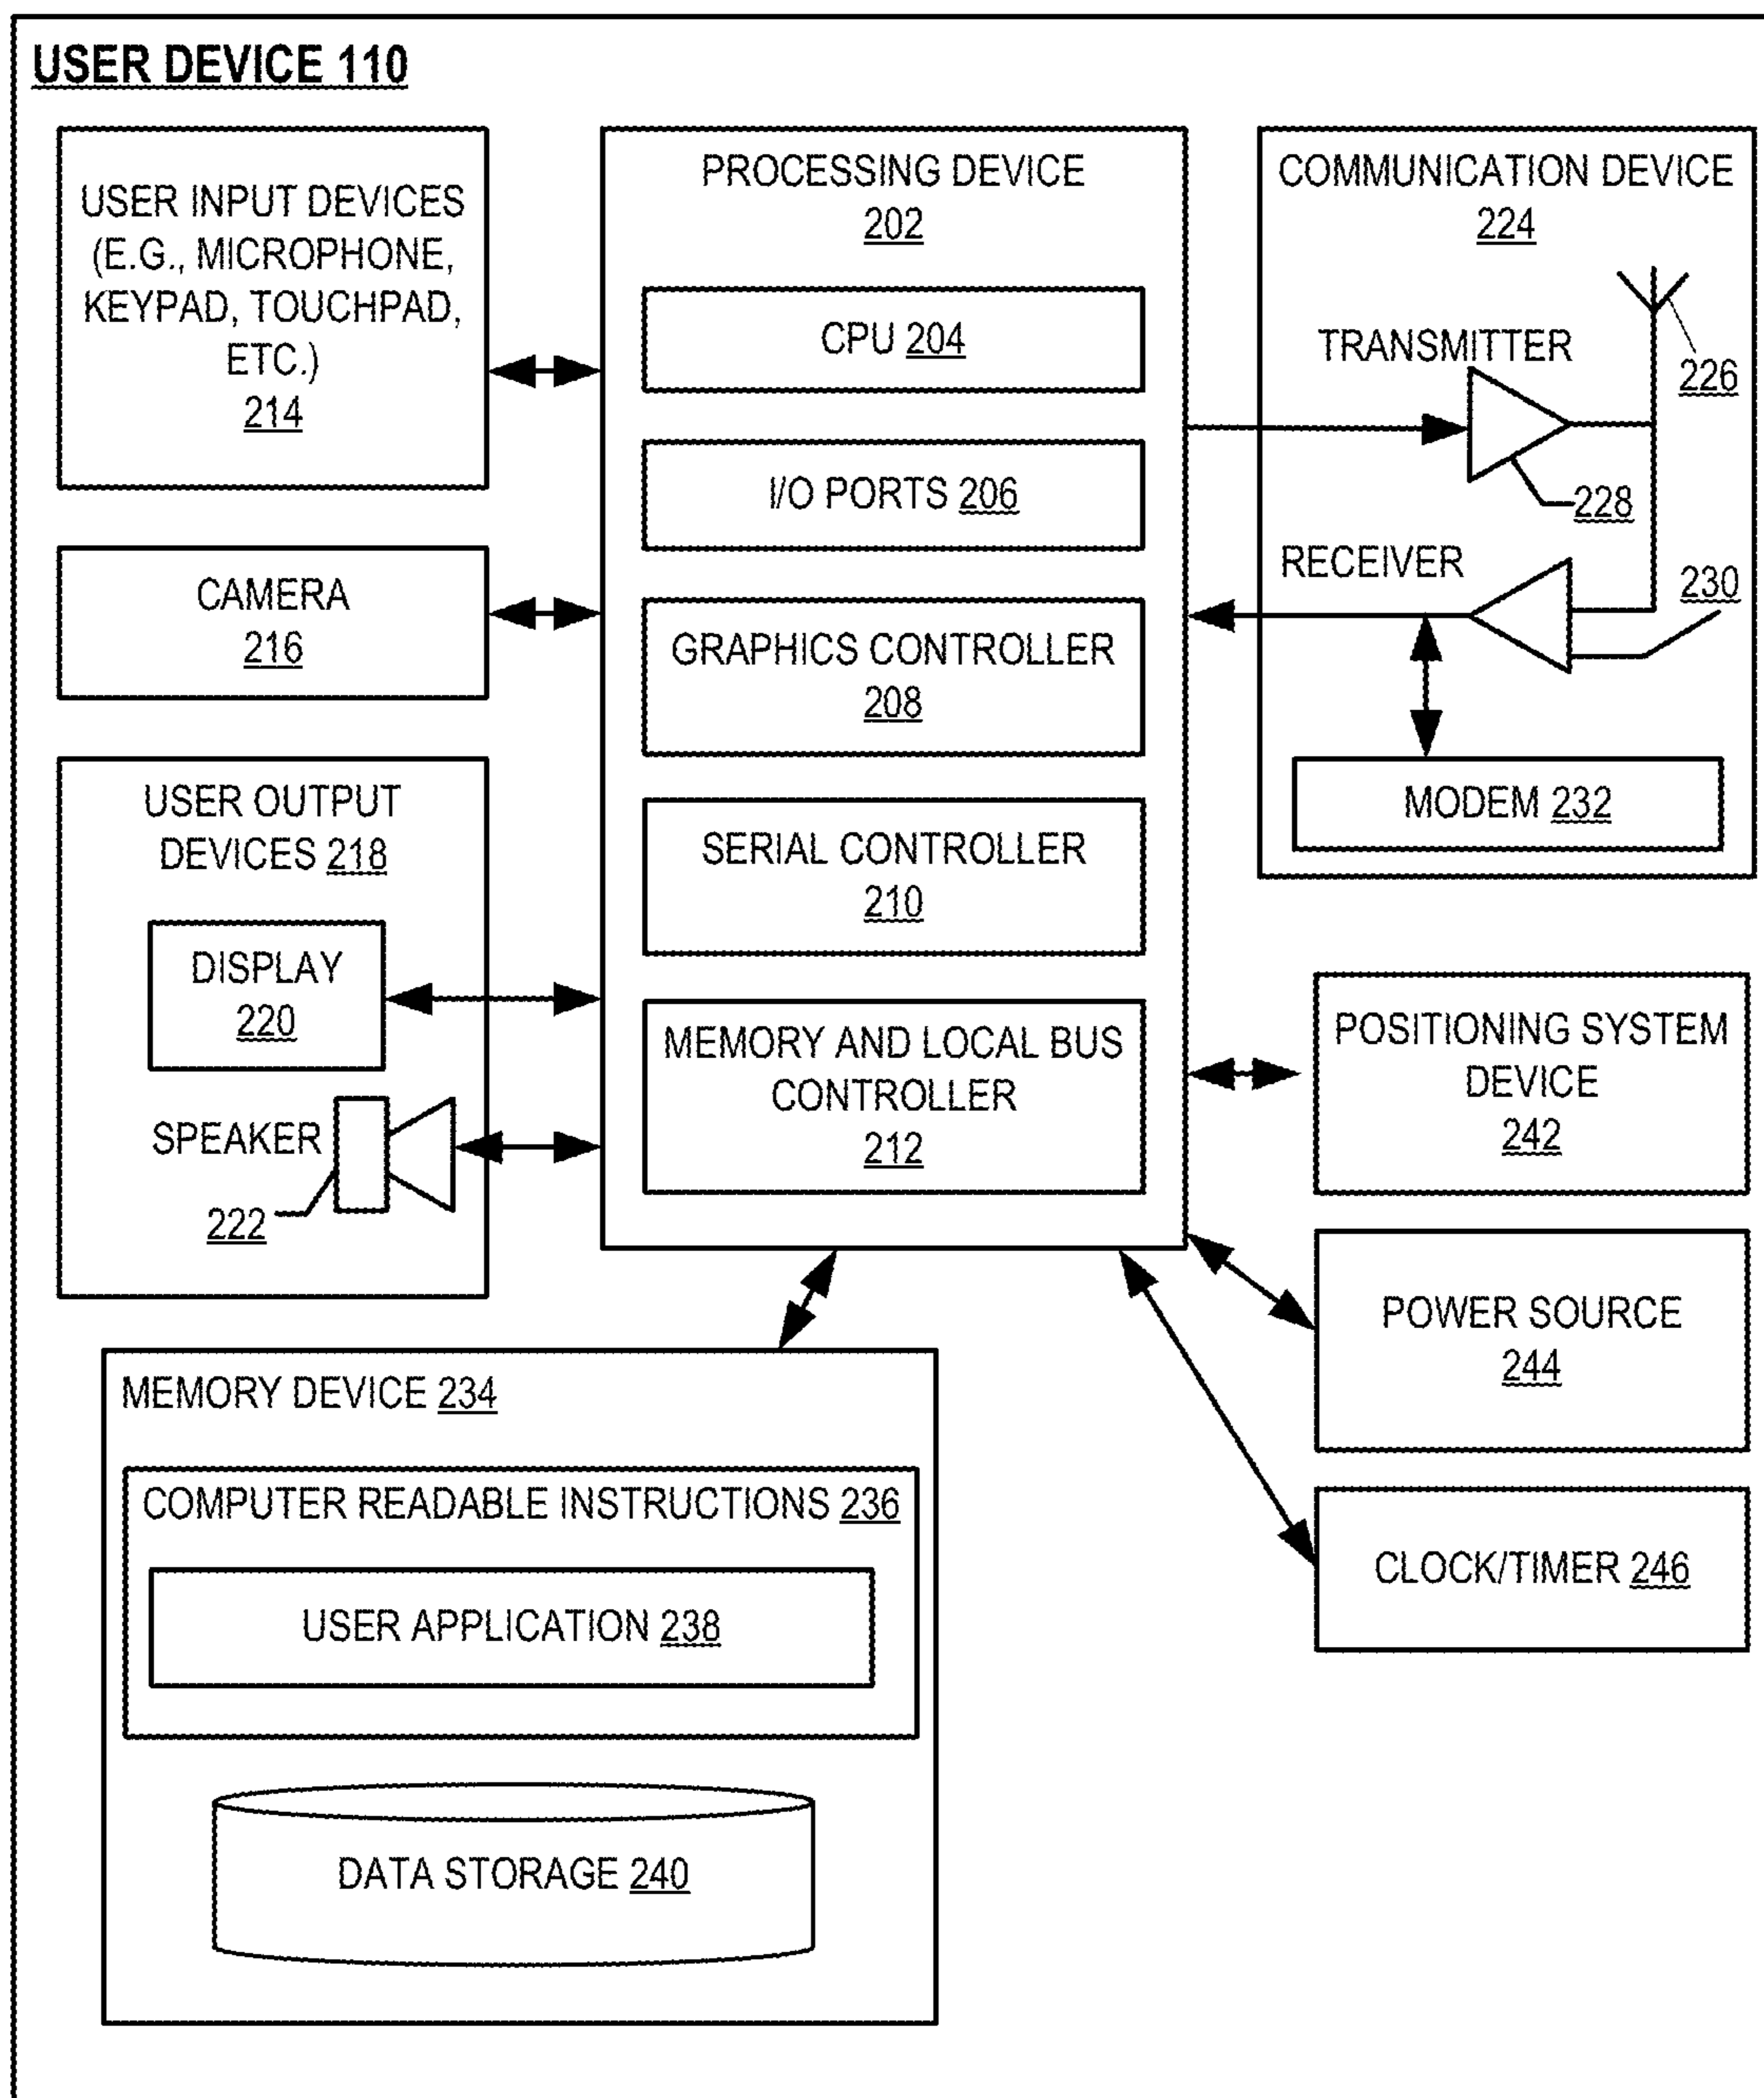 USER DEVICE 110
USER INPUT DEVICES
(E.G., MICROPHONE,
KEYPAD, TOUCHPAD,
ETC.)
214
CAMERA
216
USER OUTPUT
DEVICES 218
DISPLAY
220
SPEAKER
222
PROCESSING DEVICE
202
CPU 204
I/O PORTS 206
GRAPHICS CONTROLLER
208
SERIAL CONTROLLER
210
MEMORY AND LOCAL BUS
CONTROLLER
212
COMMUNICATION DEVICE
224
TRANSMITTER
226
228
RECEIVER
230
MODEM 232
POSITIONING SYSTEM
DEVICE
242
POWER SOURCE
244
CLOCK/TIMER 246
MEMORY DEVICE 234
COMPUTER READABLE INSTRUCTIONS 236
USER APPLICATION 238
DATA STORAGE 240